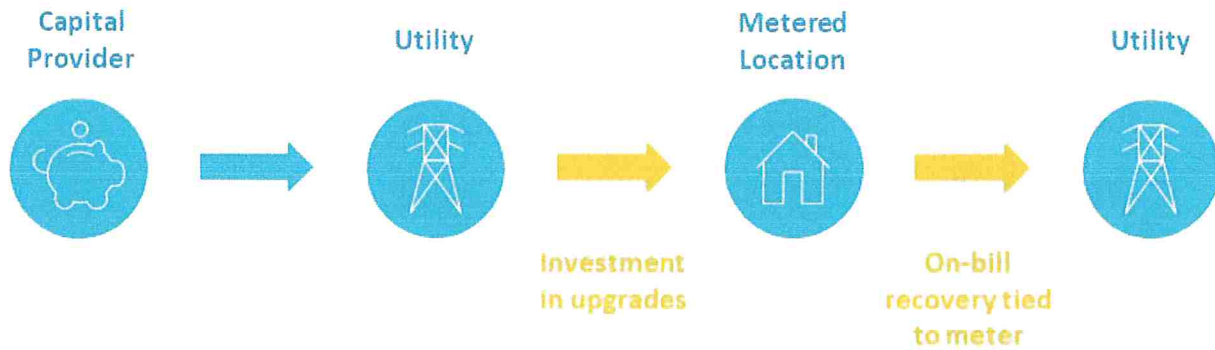 Capital
Provider
Utility
Metered
Location
Utility
Investment
in upgrades
On-bill
recovery tied
to meter